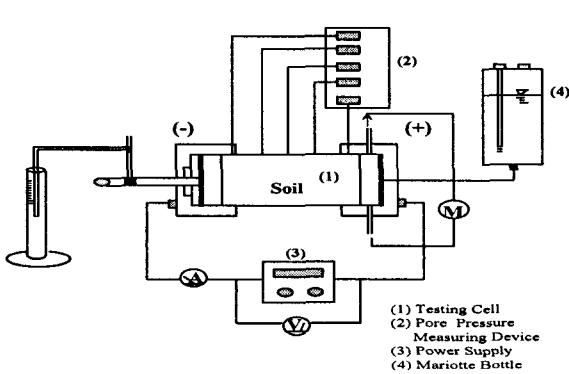 (2)
(4)
(-)
(+)
(1)
Soil
M
(3)
A
V
(1) Testing Cell
(2) Pore Pressure
Measuring Device
(3) Power Supply
(4) Mariotte Bottle